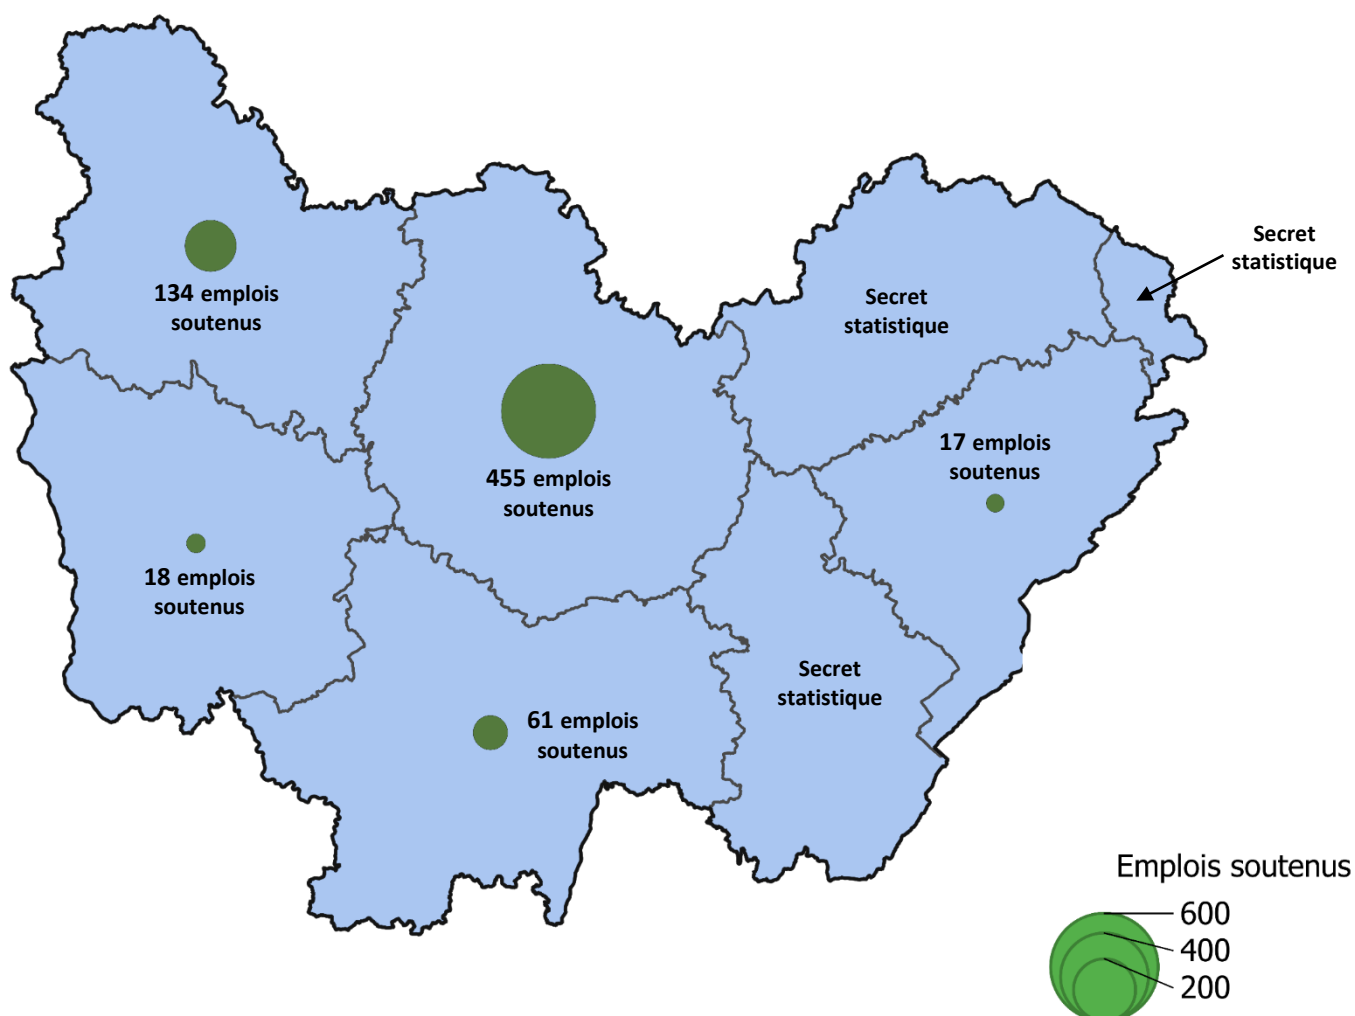 Secret
statistique
134 emplois
soutenus
Secret
statistique
17 emplois
soutenus
455 emplois
soutenus
18 emplois
soutenus
Secret
statistique
61 emplois
soutenus
Emplois soutenus
600
400
200